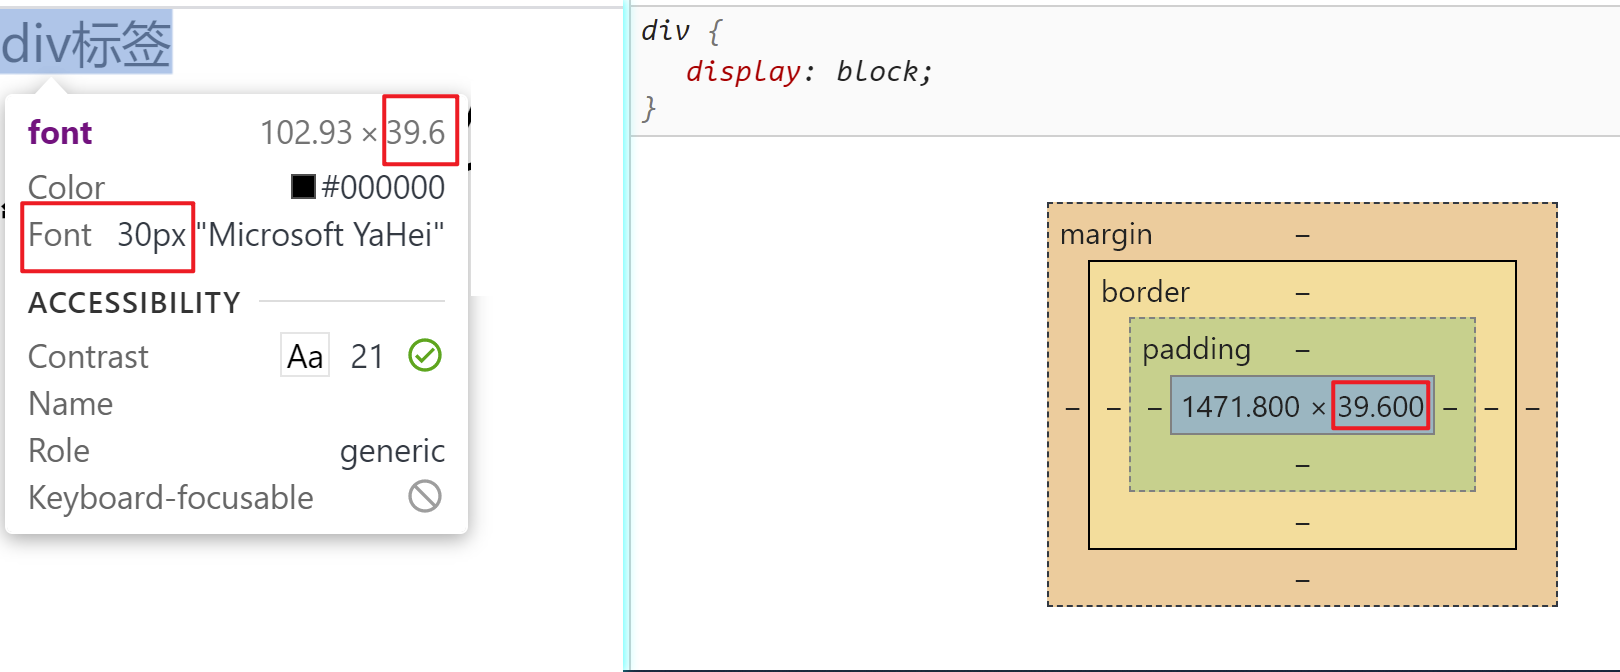 div标签
font 102.93 × 39.6
Color #000000
Font 30px "Microsoft YaHei"
ACCESSIBILITY
Contrast Aa 21
Name
Role generic
Keyboard-focusable
div {
display: block;
}
margin –
border –
padding –
– – – 1471.800 × 39.600 – – –
–
–
–